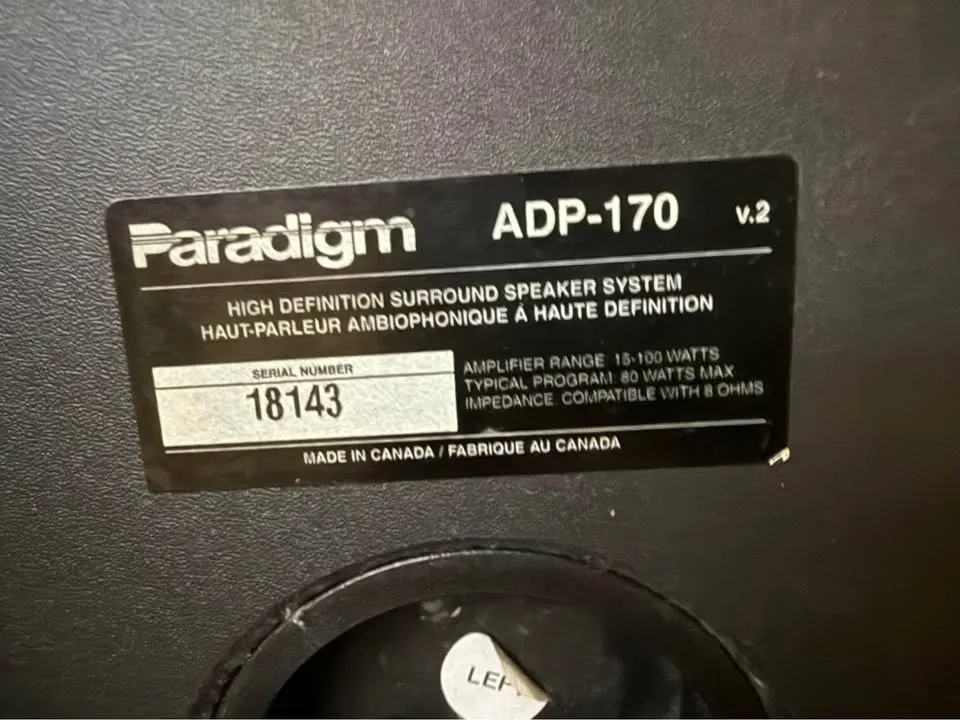 Paradigm ADP-170 v.2
HIGH DEFINITION SURROUND SPEAKER SYSTEM
HAUT-PARLEUR AMBIOPHONIQUE À HAUTE DEFINITION
SERIAL NUMBER
18143
AMPLIFIER RANGE 15-100 WATTS
TYPICAL PROGRAM: 80 WATTS MAX
IMPEDANCE: COMPATIBLE WITH 8 OHMS
MADE IN CANADA / FABRIQUE AU CANADA